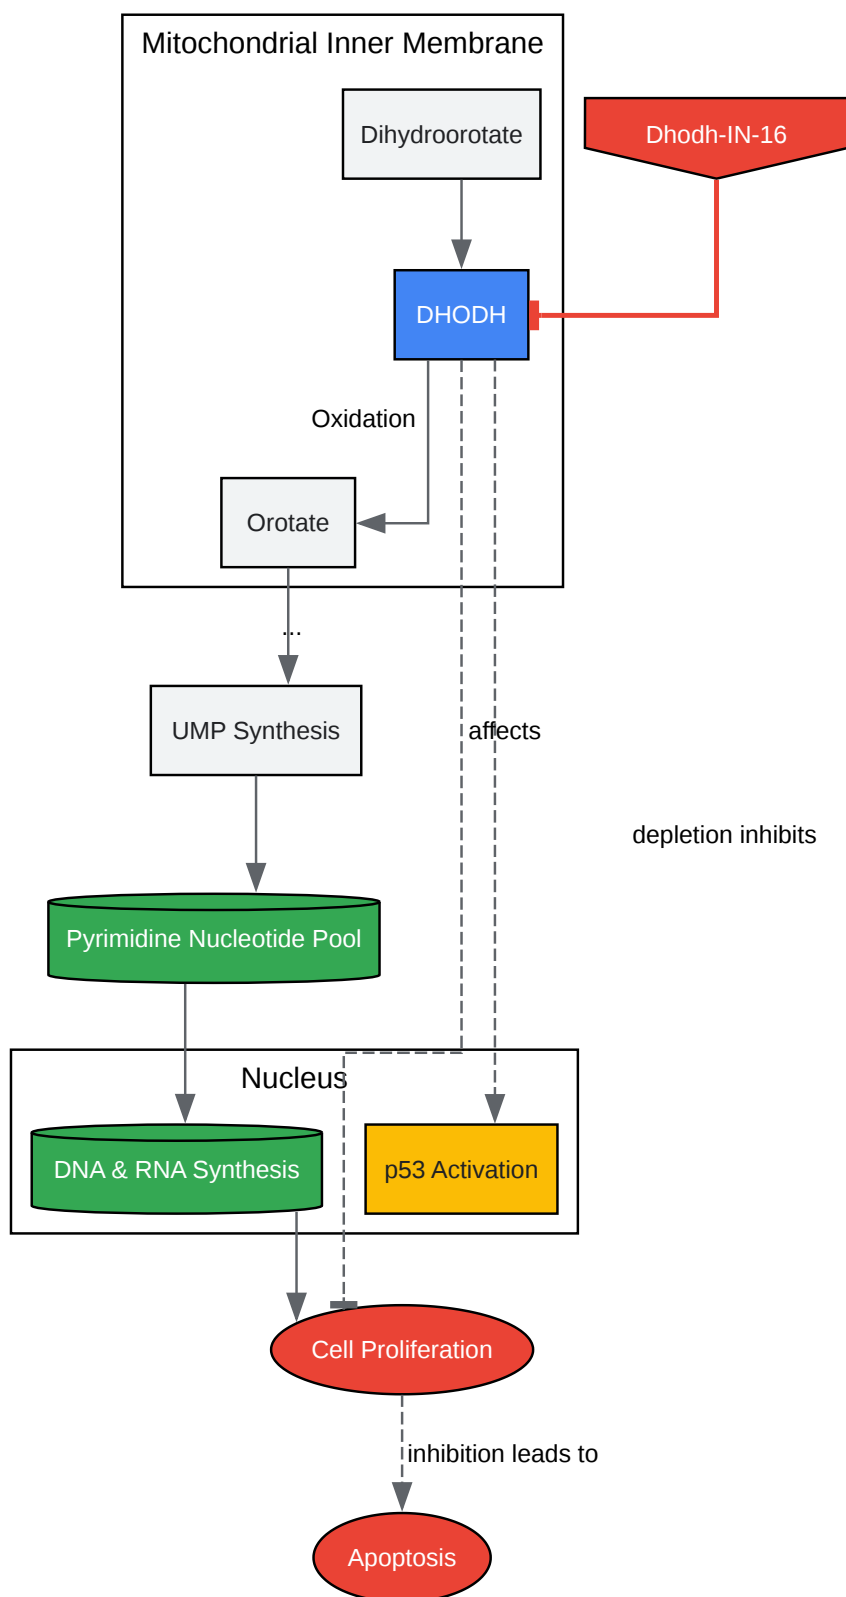 Mitochondrial Inner Membrane
Dihydroorotate
Dhodh-IN-16
DHODH
Oxidation
Orotate
...
UMP Synthesis
affects
depletion inhibits
Pyrimidine Nucleotide Pool
Nucleus
DNA & RNA Synthesis
p53 Activation
Cell Proliferation
inhibition leads to
Apoptosis